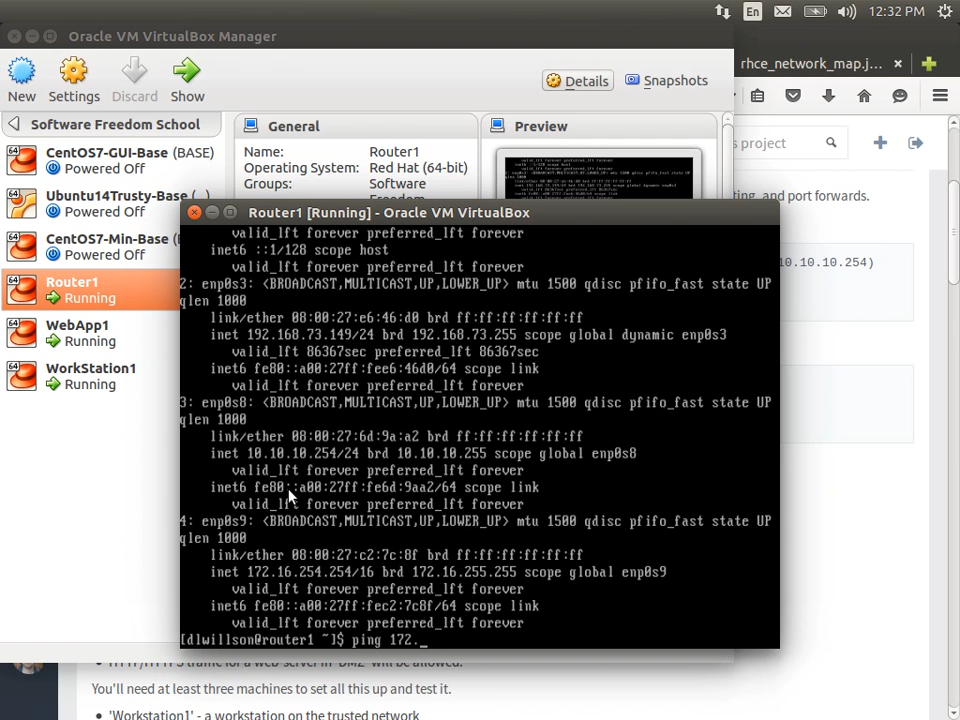 En
12:32 PM
Oracle VM VirtualBox Manager
rhce_network_map.j...
New
Settings
Discard
Show
Details
Snapshots
Software Freedom School
CentOS7-GUI-Base (BASE)
Powered Off
Ubuntu14Trusty-Base (
Powered Off
CentOS7-Min-Base
Powered Off
Router1
Running
WebApp1
Running
WorkStation1
Running
General
Name: Router1
Operating System: Red Hat (64-bit)
Groups: Software
Preview
s project
ting, and port forwards.
10.10.10.254)
Router1 [Running] - Oracle VM VirtualBox
valid_lft forever preferred_lft forever
inet6 ::1/128 scope host
valid_lft forever preferred_lft forever
2: enp0s3: <BROADCAST,MULTICAST,UP,LOWER_UP> mtu 1500 qdisc pfifo_fast state UP
qlen 1000
link/ether 08:00:27:e6:46:d0 brd ff:ff:ff:ff:ff:ff
inet 192.168.73.149/24 brd 192.168.73.255 scope global dynamic enp0s3
valid_lft 86367sec preferred_lft 86367sec
inet6 fe80::a00:27ff:fee6:46d0/64 scope link
valid_lft forever preferred_lft forever
3: enp0s8: <BROADCAST,MULTICAST,UP,LOWER_UP> mtu 1500 qdisc pfifo_fast state UP
qlen 1000
link/ether 08:00:27:6d:9a:a2 brd ff:ff:ff:ff:ff:ff
inet 10.10.10.254/24 brd 10.10.10.255 scope global enp0s8
valid_lft forever preferred_lft forever
inet6 fe80::a00:27ff:fe6d:9aa2/64 scope link
valid_lft forever preferred_lft forever
4: enp0s9: <BROADCAST,MULTICAST,UP,LOWER_UP> mtu 1500 qdisc pfifo_fast state UP
qlen 1000
link/ether 08:00:27:c2:7c:8f brd ff:ff:ff:ff:ff:ff
inet 172.16.254.254/16 brd 172.16.255.255 scope global enp0s9
valid_lft forever preferred_lft forever
inet6 fe80::a00:27ff:fec2:7c8f/64 scope link
valid_lft forever preferred_lft forever
[dlwillson@router1 ~]$ ping 172._
HTTP/HTTPS traffic for a web-server in 'DMZ' will be allowed.
You'll need at least three machines to set all this up and test it.
• 'Workstation1' - a workstation on the trusted network